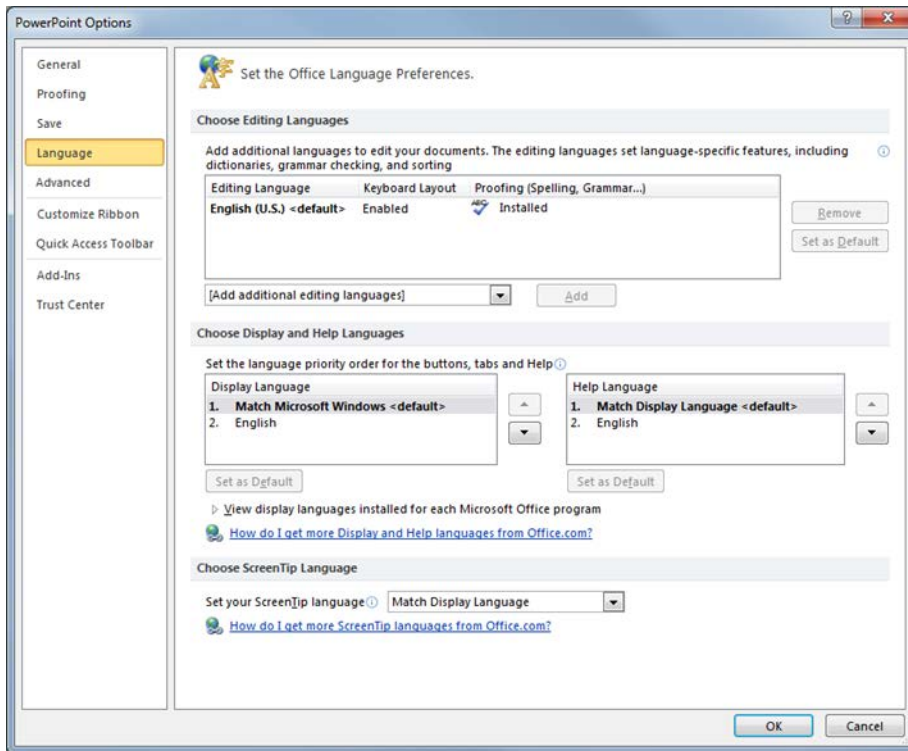 PowerPoint Options
General
Proofing
Save
Language
Advanced
Customize Ribbon
Quick Access Toolbar
Add-Ins
Trust Center
Set the Office Language Preferences.
Choose Editing Languages
Add additional languages to edit your documents. The editing languages set language-specific features, including
dictionaries, grammar checking, and sorting
Editing Language Keyboard Layout Proofing (Spelling, Grammar...)
English (U.S.) <default> Enabled Installed
Remove
Set as Default
[Add additional editing languages] Add
Choose Display and Help Languages
Set the language priority order for the buttons, tabs and Help
Display Language
1. Match Microsoft Windows <default>
2. English
Set as Default
Help Language
1. Match Display Language <default>
2. English
Set as Default
View display languages installed for each Microsoft Office program
How do I get more Display and Help languages from Office.com?
Choose ScreenTip Language
Set your ScreenTip language Match Display Language
How do I get more ScreenTip languages from Office.com?
OK Cancel